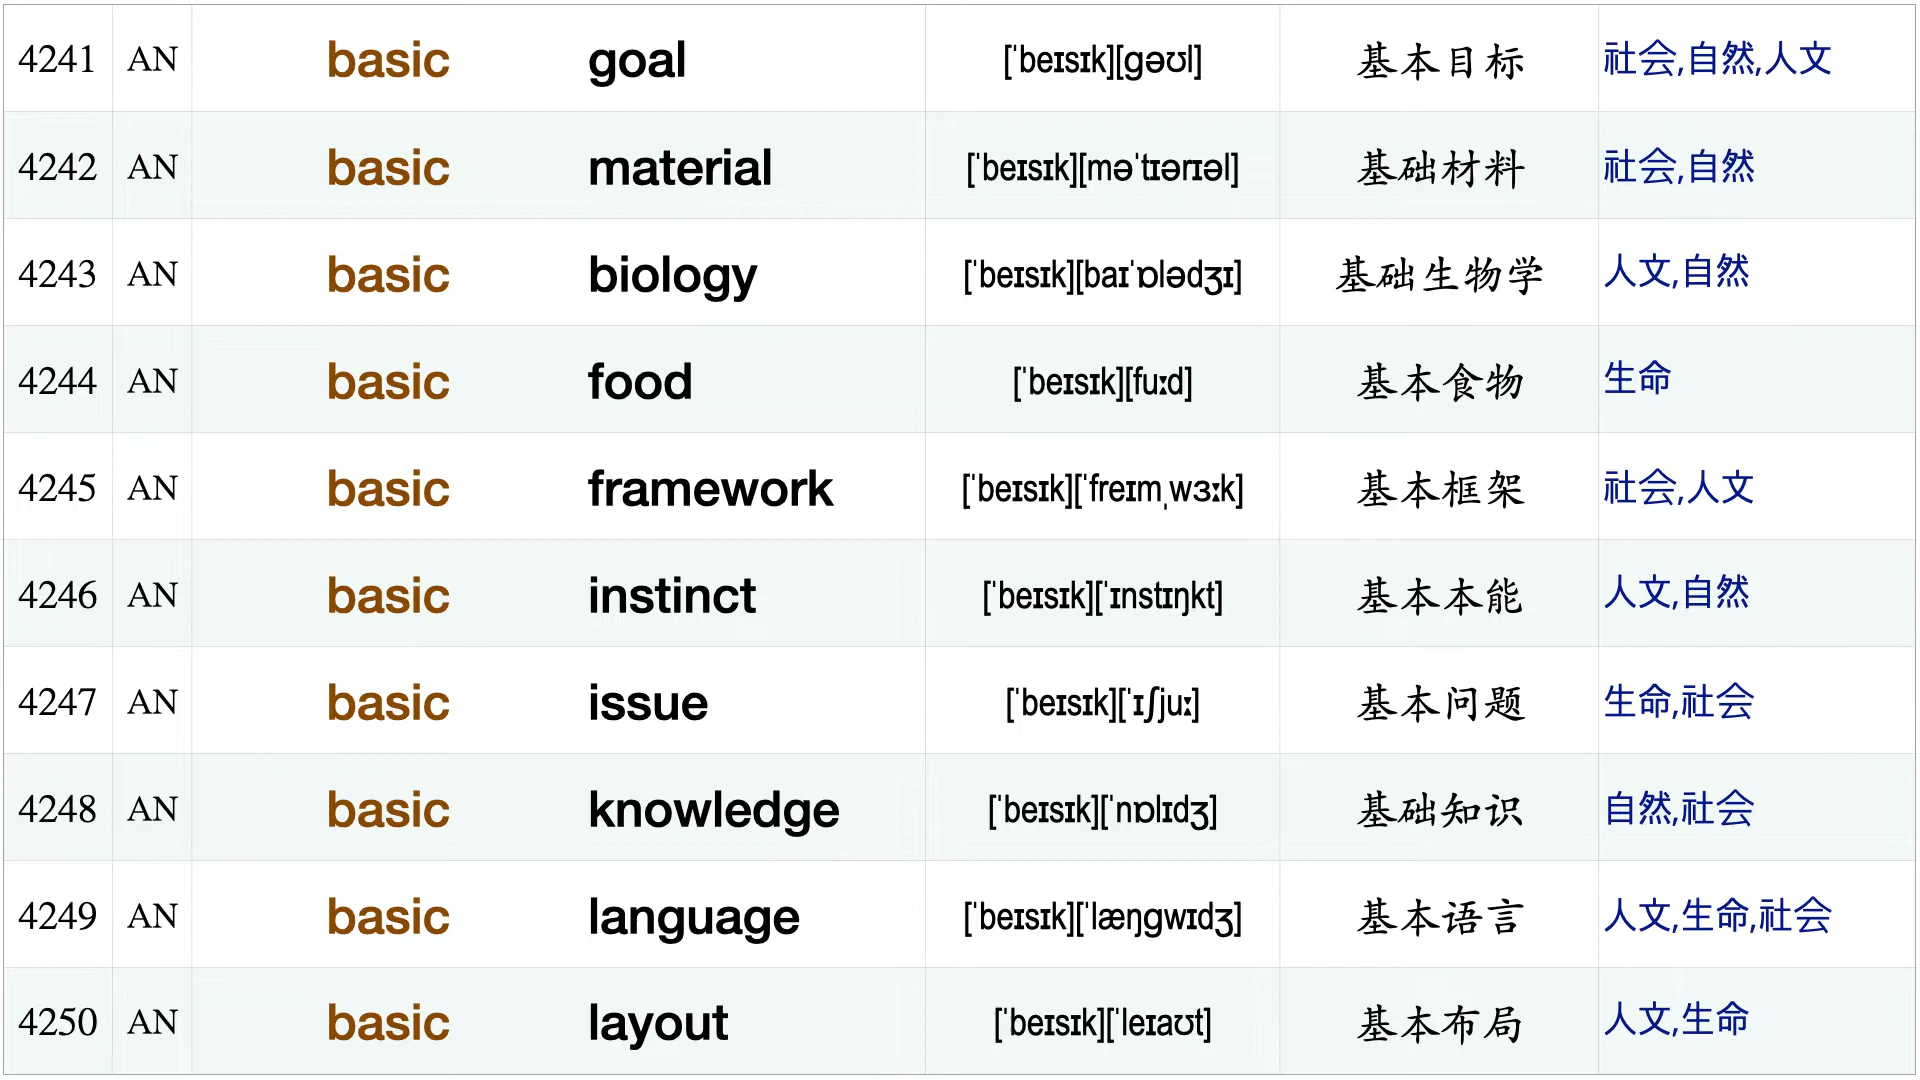 4241 AN basic goal [ˈbeɪsɪk][gəʊl] 基本目标 社会,自然,人文
4242 AN basic material [ˈbeɪsɪk][məˈtɪərɪəl] 基础材料 社会,自然
4243 AN basic biology [ˈbeɪsɪk][baɪˈɒlədʒɪ] 基础生物学 人文,自然
4244 AN basic food [ˈbeɪsɪk][fuːd] 基本食物 生命
4245 AN basic framework [ˈbeɪsɪk][ˈfreɪmˌwɜːk] 基本框架 社会,人文
4246 AN basic instinct [ˈbeɪsɪk][ˈɪnstɪŋkt] 基本本能 人文,自然
4247 AN basic issue [ˈbeɪsɪk][ˈɪʃjuː] 基本问题 生命,社会
4248 AN basic knowledge [ˈbeɪsɪk][ˈnɒlɪdʒ] 基础知识 自然,社会
4249 AN basic language [ˈbeɪsɪk][ˈlæŋgwɪdʒ] 基本语言 人文,生命,社会
4250 AN basic layout [ˈbeɪsɪk][ˈleɪaʊt] 基本布局 人文,生命